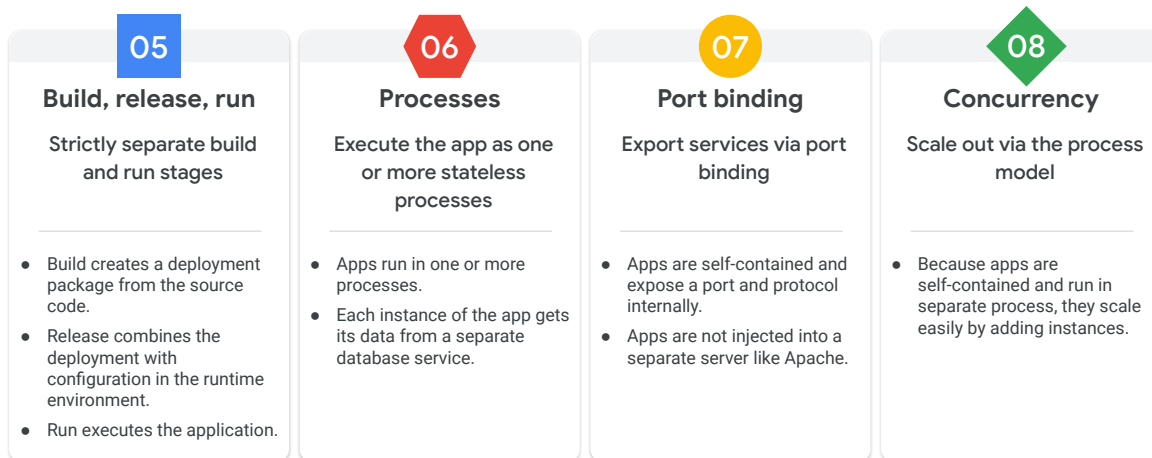 05
Build, release, run
Strictly separate build
and run stages
● Build creates a deployment
package from the source
code.
● Release combines the
deployment with
configuration in the runtime
environment.
● Run executes the application.
06
Processes
Execute the app as one
or more stateless
processes
● Apps run in one or more
processes.
● Each instance of the app gets
its data from a separate
database service.
07
Port binding
Export services via port
binding
● Apps are self-contained and
expose a port and protocol
internally.
● Apps are not injected into a
separate server like Apache.
08
Concurrency
Scale out via the process
model
● Because apps are
self-contained and run in
separate process, they scale
easily by adding instances.